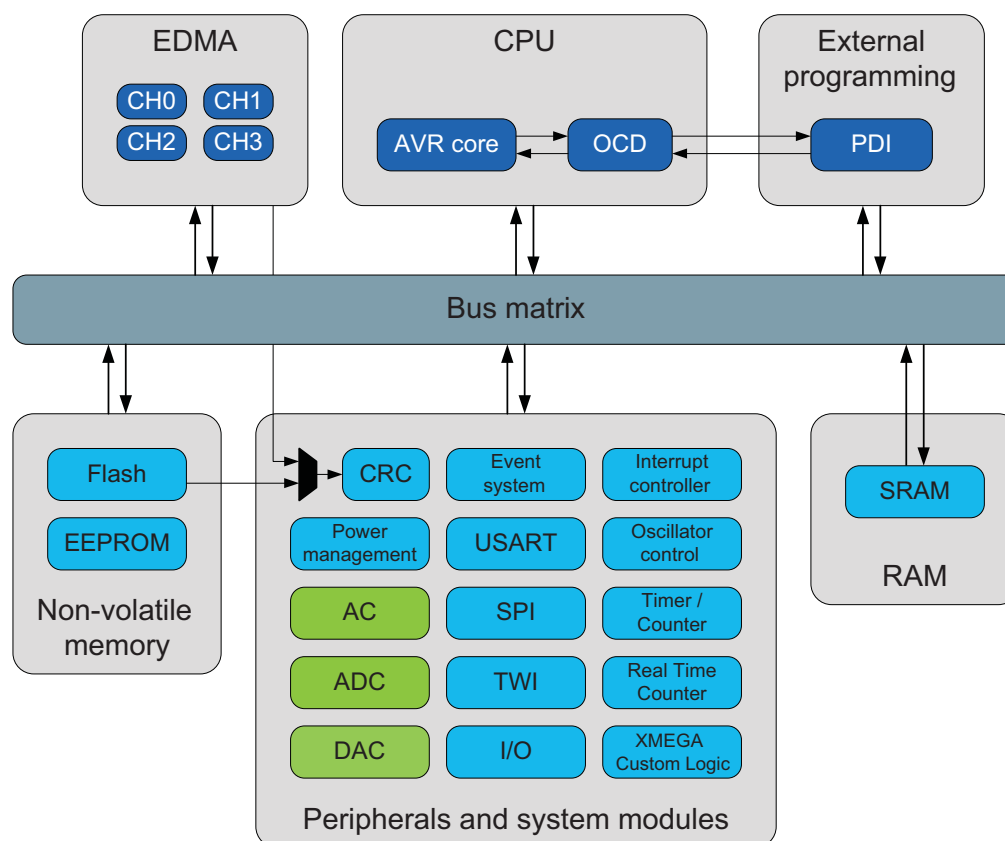 EDMA
CH0
CH1
CH2
CH3
CPU
AVR core
OCD
External
programming
PDI
Bus matrix
Flash
EEPROM
Non-volatile
memory
CRC
Event
system
Interrupt
controller
Power
management
USART
Oscillator
control
AC
SPI
Timer /
Counter
ADC
TWI
Real Time
Counter
DAC
I/O
XMEGA
Custom Logic
Peripherals and system modules
SRAM
RAM